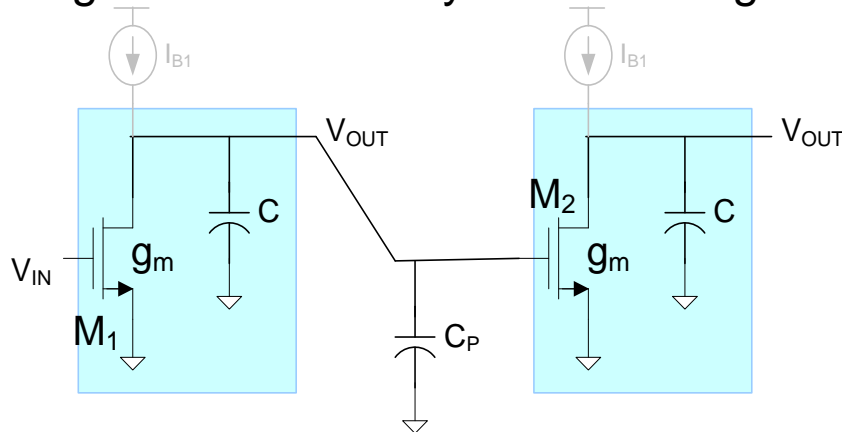 I_B1 I_B1
V_OUT V_OUT
M_2
C C
g_m g_m
V_IN
M_1
C_P